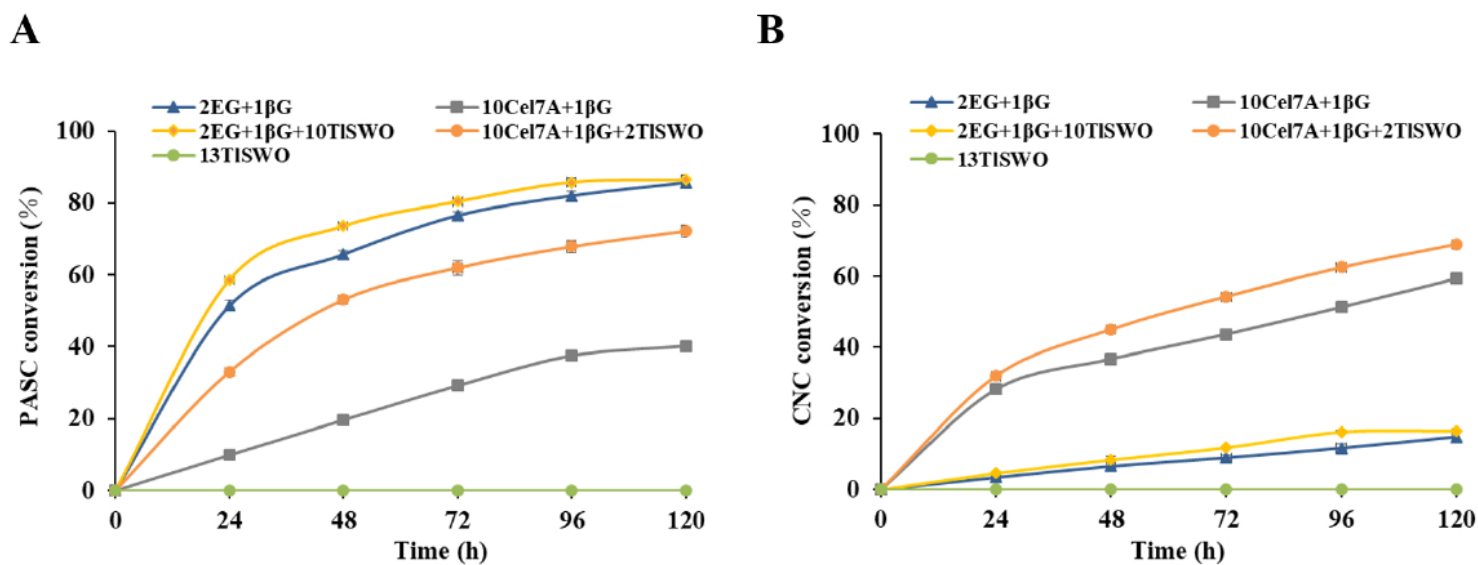 A
2EG+1βG
10Cel7A+1βG
2EG+1βG+10TlSWO
10Cel7A+1βG+2TlSWO
13TlSWO
PASC conversion (%)
100
80
60
40
20
0
0 24 48 72 96 120
Time (h)
B
2EG+1βG
10Cel7A+1βG
2EG+1βG+10TlSWO
10Cel7A+1βG+2TlSWO
13TlSWO
CNC conversion (%)
100
80
60
40
20
0
0 24 48 72 96 120
Time (h)